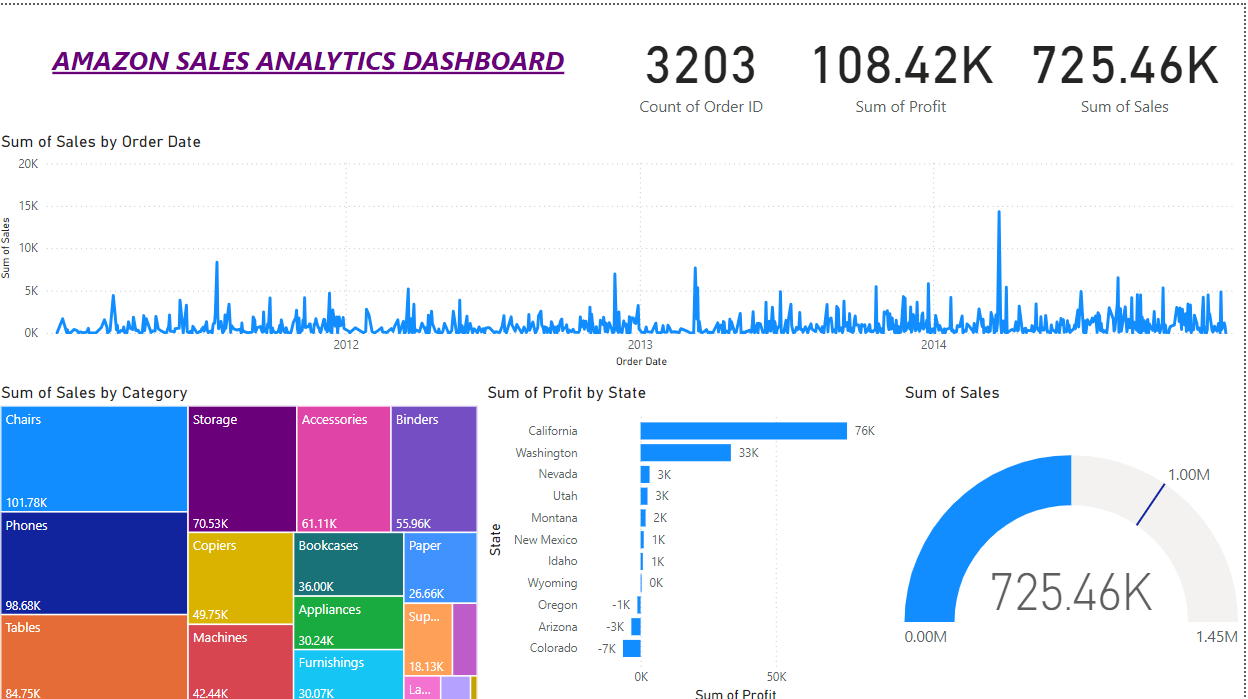 AMAZON SALES ANALYTICS DASHBOARD
3203
Count of Order ID
108.42K
Sum of Profit
725.46K
Sum of Sales
Sum of Sales by Order Date
Sum of Sales
20K
15K
10K
5K
0K
2012
2013
2014
Order Date
Sum of Sales by Category
Chairs
101.78K
Phones
98.68K
Tables
84.75K
Storage
70.53K
Accessories
61.11K
Binders
55.96K
Copiers
49.75K
Machines
42.44K
Bookcases
36.00K
Appliances
30.24K
Furnishings
30.07K
Paper
26.66K
Sup...
18.13K
La...
Sum of Profit by State
State
California 76K
Washington 33K
Nevada 3K
Utah 3K
Montana 2K
New Mexico 1K
Idaho 1K
Wyoming 0K
Oregon -1K
Arizona -3K
Colorado -7K
0K 50K
Sum of Profit
Sum of Sales
1.00M
725.46K
0.00M 1.45M